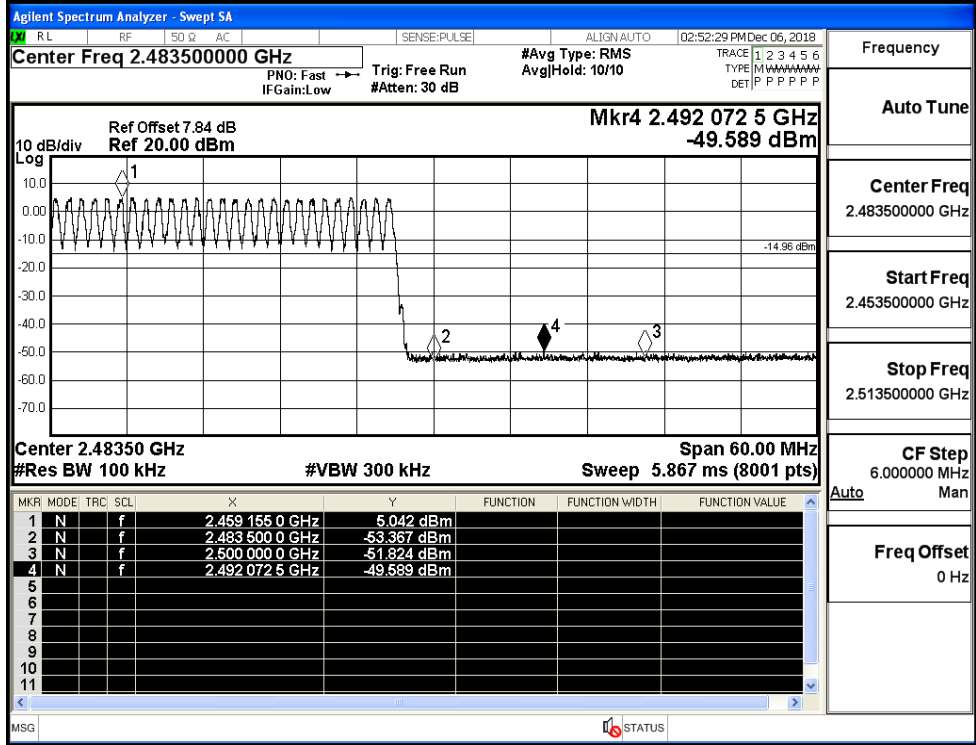 Agilent Spectrum Analyzer - Swept SA
LXI RL RF 50 Ω AC SENSE:PULSE ALIGN AUTO 02:52:29 PM Dec 06, 2018
Center Freq 2.483500000 GHz
PNO: Fast
IFGain:Low
Trig: Free Run
#Atten: 30 dB
#Avg Type: RMS
Avg|Hold: 10/10
TRACE 1 2 3 4 5 6
TYPE M WWWWW
DET P P P P P P
Frequency
Auto Tune
Center Freq
2.483500000 GHz
Start Freq
2.453500000 GHz
Stop Freq
2.513500000 GHz
CF Step
6.000000 MHz
Auto Man
Freq Offset
0 Hz
Mkr4 2.492 072 5 GHz
-49.589 dBm
Ref Offset 7.84 dB
10 dB/div Ref 20.00 dBm
Log
10.0
0.00
-10.0
-20.0
-30.0
-40.0
-50.0
-60.0
-70.0
1
2
4
3
-14.96 dBm
Center 2.48350 GHz Span 60.00 MHz
#Res BW 100 kHz #VBW 300 kHz Sweep 5.867 ms (8001 pts)
MKR MODE TRC SCL X Y FUNCTION FUNCTION WIDTH FUNCTION VALUE
1 N f 2.459 155 0 GHz 5.042 dBm
2 N f 2.483 500 0 GHz -53.367 dBm
3 N f 2.500 000 0 GHz -51.824 dBm
4 N f 2.492 072 5 GHz -49.589 dBm
5
6
7
8
9
10
11
MSG STATUS